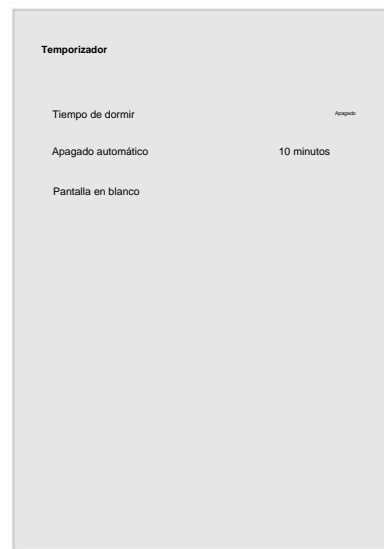 Temporizador
Tiempo de dormir Apagado
Apagado automático 10 minutos
Pantalla en blanco